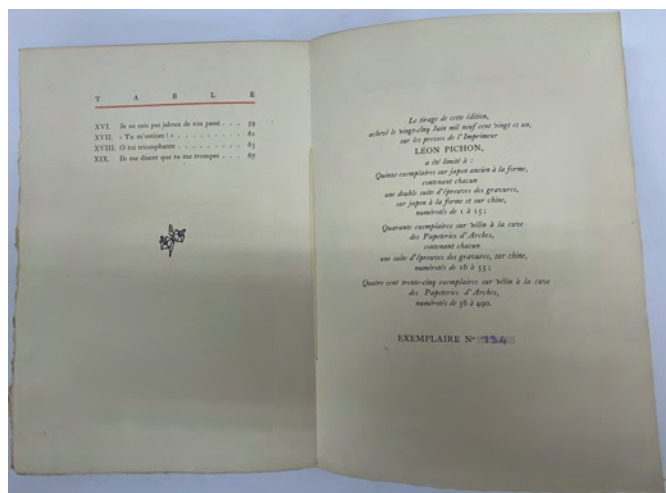 TABLE
XVI. Je ne suis pas jaloux de ton passé . . . 59
XVII. « Tu m'estimes ! » . . . . . . . . . 61
XVIII. O toi triomphante . . . . . . . . . 63
XIX. Ils me disent que tu me trompes . . . 67
Le tirage de cette édition,
achevé le vingt-cinq Juin mil neuf cent vingt et un,
sur les presses de l'Imprimeur
LÉON PICHON,
a été limité à :
Quinze exemplaires sur japon ancien à la forme,
contenant chacun
une double suite d'épreuves des gravures,
sur japon à la forme et sur chine,
numérotés de 1 à 15 ;
Quarante exemplaires sur vélin à la cuve
des Papeteries d'Arches,
contenant chacun
une suite d'épreuves des gravures, sur chine,
numérotés de 16 à 55 ;
Quatre cent trente-cinq exemplaires sur vélin à la cuve
des Papeteries d'Arches,
numérotés de 56 à 490.
EXEMPLAIRE N° 134